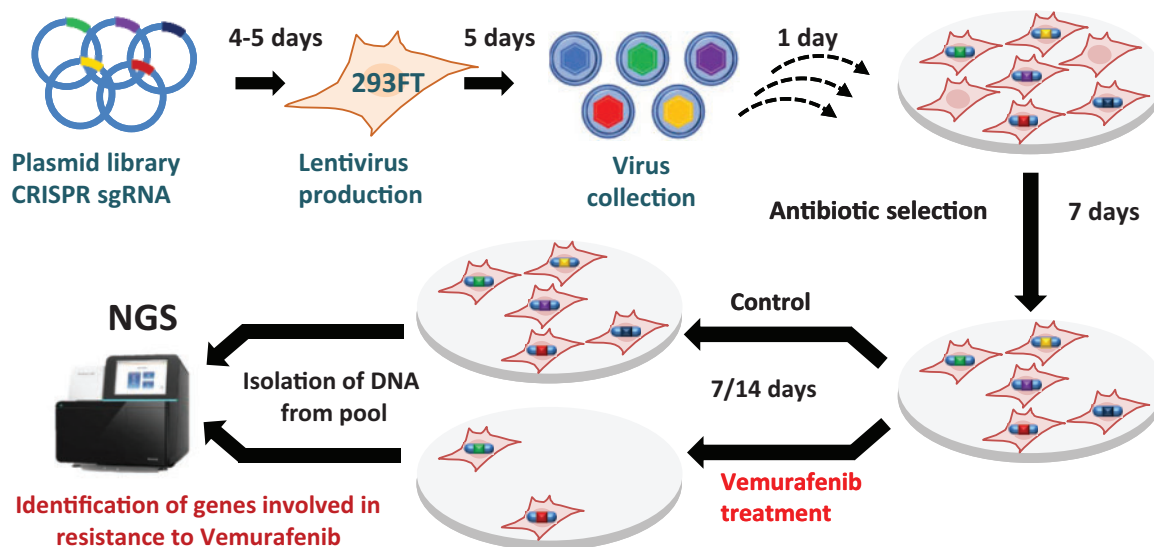 4-5 days
5 days
1 day
293FT
Plasmid library
CRISPR sgRNA
Lentivirus
production
Virus
collection
Antibiotic selection
7 days
Control
7/14 days
Vemurafenib
treatment
Isolation of DNA
from pool
NGS
Identification of genes involved in
resistance to Vemurafenib